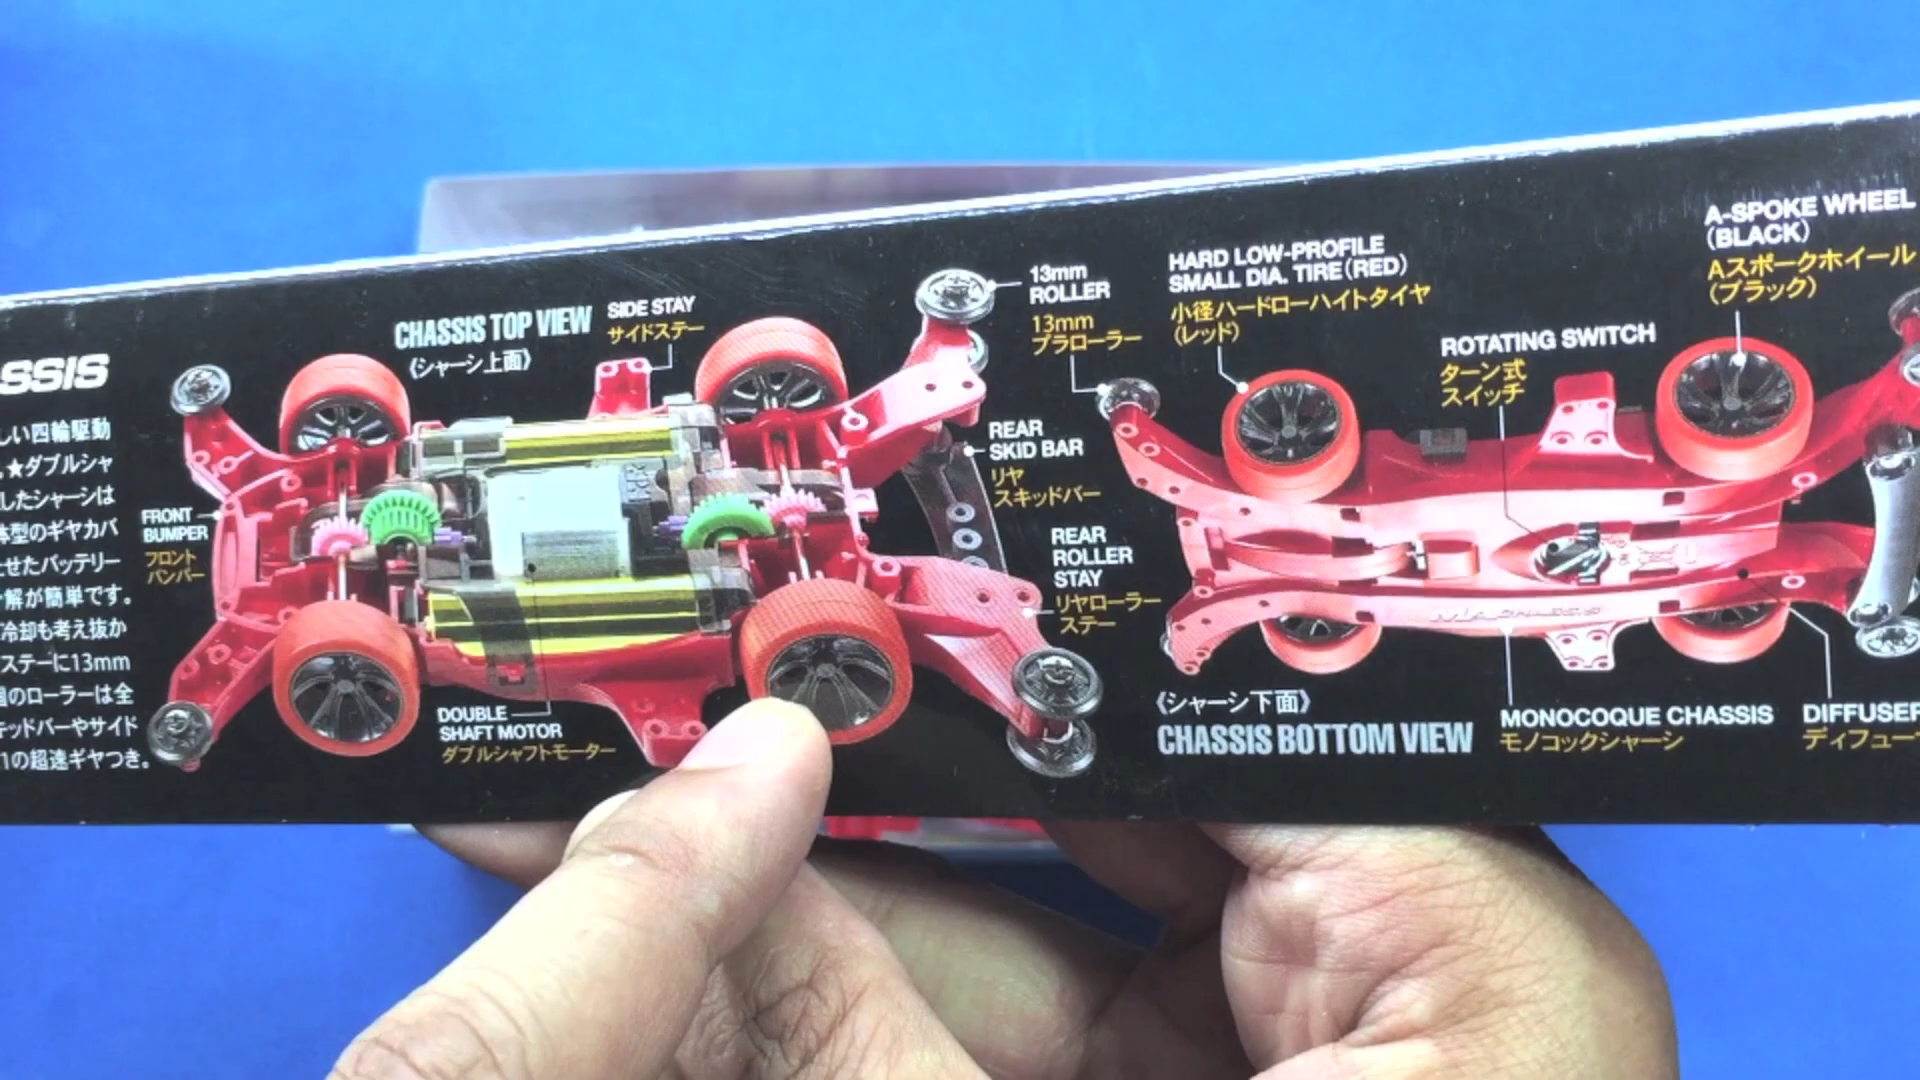 SSIS
しい四輪駆動
★ダブルシャ
したシャーシは
体型のギヤカバ
たせたバッテリー
解が簡単です。
冷却も考え抜か
ステーに13mm
個のローラーは全
キッドバーやサイド
1の超速ギヤつき。
CHASSIS TOP VIEW
《シャーシ上面》
SIDE STAY
サイドステー
FRONT
BUMPER
フロント
バンパー
DOUBLE
SHAFT MOTOR
ダブルシャフトモーター
13mm
ROLLER
13mm
プラローラー
REAR
SKID BAR
リヤ
スキッドバー
REAR
ROLLER
STAY
リヤローラー
ステー
HARD LOW-PROFILE
SMALL DIA. TIRE(RED)
小径ハードローハイトタイヤ
(レッド)
ROTATING SWITCH
ターン式
スイッチ
A-SPOKE WHEEL
(BLACK)
Aスポークホイール
(ブラック)
《シャーシ下面》
CHASSIS BOTTOM VIEW
MONOCOQUE CHASSIS
モノコックシャーシ
DIFFUSER
ディフュー